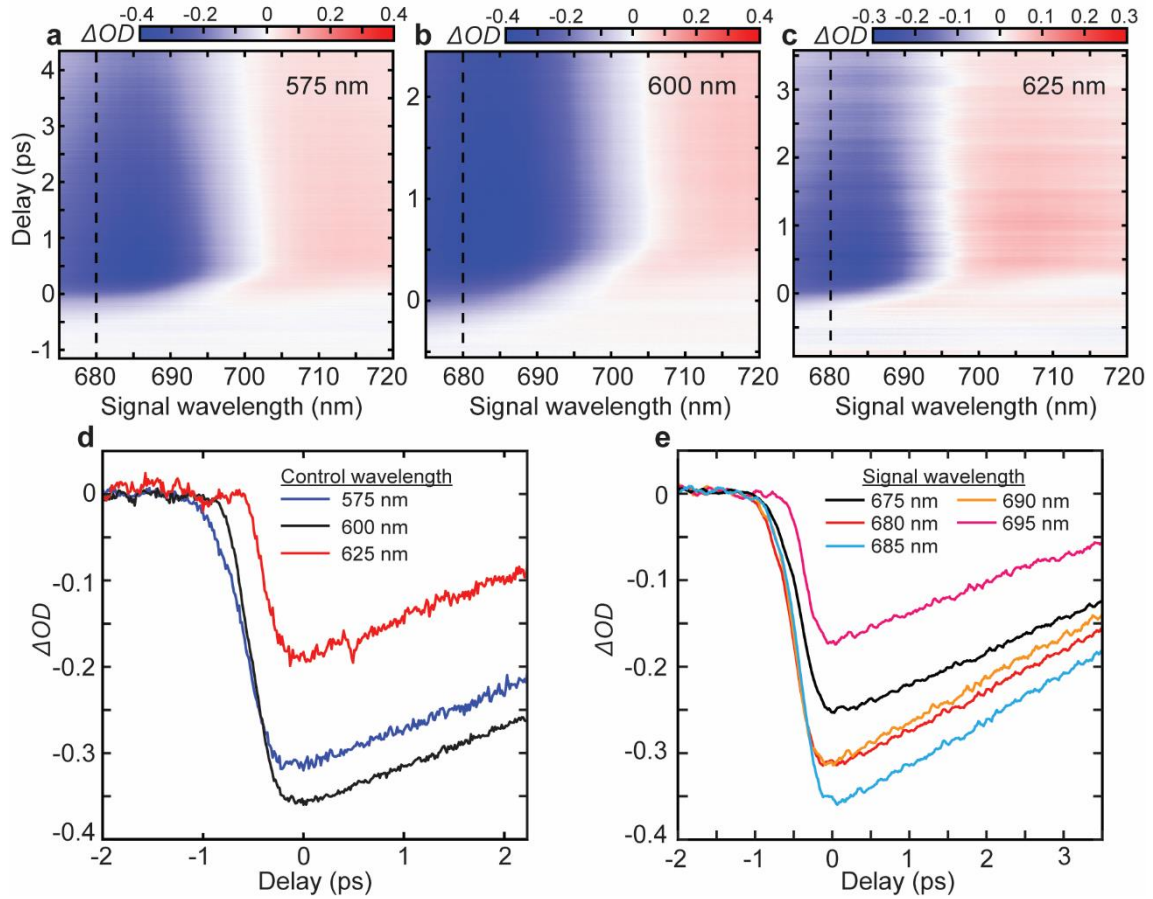 -0.4 -0.2 0 0.2 0.4
-0.4 -0.2 0 0.2 0.4
-0.3 -0.1 0 0.1 0.3
a ΔOD
b ΔOD
c ΔOD
575 nm
600 nm
625 nm
Delay (ps)
4
3
2
1
0
-1
2
1
0
3
2
1
0
680 690 700 710 720
680 690 700 710 720
680 690 700 710 720
Signal wavelength (nm)
Signal wavelength (nm)
Signal wavelength (nm)
d
Control wavelength
575 nm
600 nm
625 nm
ΔOD
0
-0.1
-0.2
-0.3
-0.4
-2 -1 0 1 2
Delay (ps)
e
Signal wavelength
675 nm 690 nm
680 nm 695 nm
685 nm
ΔOD
0
-0.1
-0.2
-0.3
-0.4
-2 -1 0 1 2 3
Delay (ps)